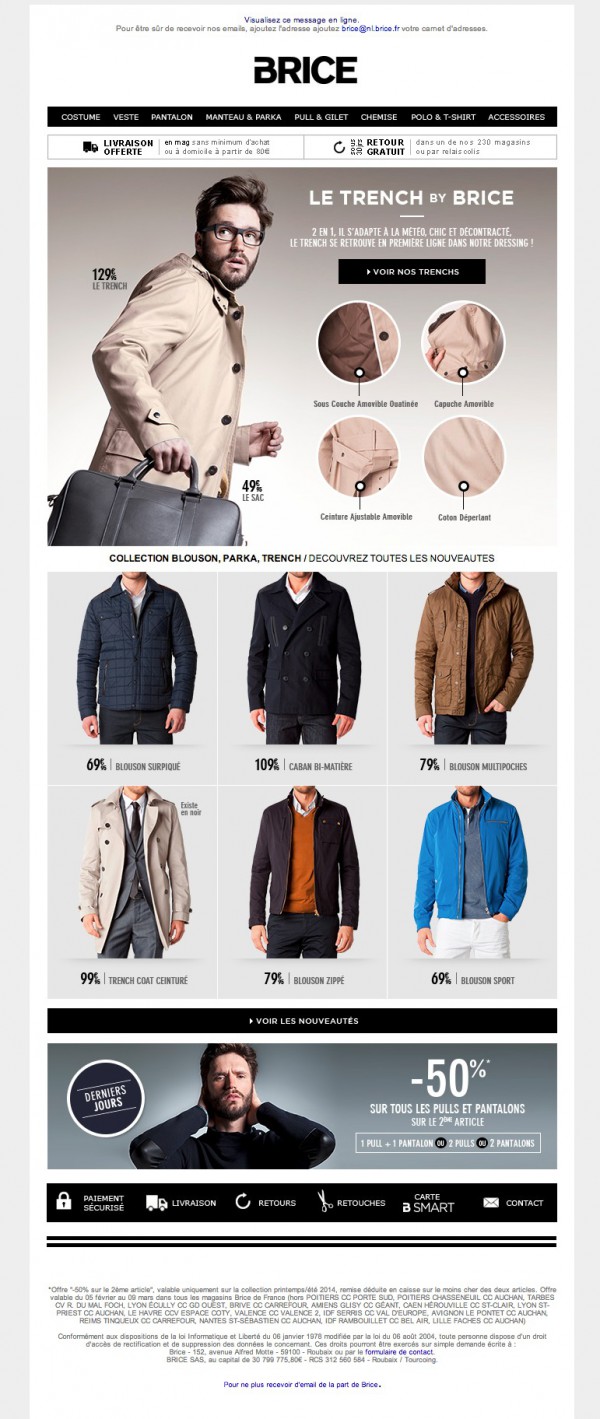 Visualisez ce message en ligne.
Pour être sûr de recevoir nos emails, ajoutez l'adresse ajoutez brice@nl.brice.fr votre carnet d'adresses.
BRICE
COSTUME VESTE PANTALON MANTEAU & PARKA PULL & GILET CHEMISE POLO & T-SHIRT ACCESSOIRES
LIVRAISON OFFERTE
en mag sans minimum d'achat
ou à domicile à partir de 80€
SOUS 30 JRS
RETOUR GRATUIT
dans un de nos 230 magasins
ou par relais colis
LE TRENCH BY BRICE
2 EN 1, IL S'ADAPTE À LA MÉTÉO, CHIC ET DÉCONTRACTÉ,
LE TRENCH SE RETROUVE EN PREMIÈRE LIGNE DANS NOTRE DRESSING !
VOIR NOS TRENCHS
129€95
LE TRENCH
Sous Couche Amovible Ouatinée
Capuche Amovible
49€95
LE SAC
Ceinture Ajustable Amovible
Coton Déperlant
COLLECTION BLOUSON, PARKA, TRENCH / DECOUVREZ TOUTES LES NOUVEAUTES
69€95 | BLOUSON SURPIQUÉ
109€95 | CABAN BI-MATIÈRE
79€95 | BLOUSON MULTIPOCHES
Existe
en noir
99€95 | TRENCH COAT CEINTURÉ
79€95 | BLOUSON ZIPPÉ
69€95 | BLOUSON SPORT
VOIR LES NOUVEAUTÉS
DERNIERS
JOURS
-50%*
SUR TOUS LES PULLS ET PANTALONS
SUR LE 2ÈME ARTICLE
1 PULL + 1 PANTALON OU 2 PULLS OU 2 PANTALONS
PAIEMENT
SÉCURISÉ
LIVRAISON
RETOURS
RETOUCHES
CARTE
B SMART
CONTACT
*Offre "-50% sur le 2ème article", valable uniquement sur la collection printemps/été 2014, remise déduite en caisse sur le moins cher des deux articles. Offre
valable du 05 février au 09 mars dans tous les magasins Brice de France (hors POITIERS CC PORTE SUD, POITIERS CHASSENEUIL CC AUCHAN, TARBES
CV R. DU MAL FOCH, LYON ÉCULLY CC GD OUEST, BRIVE CC CARREFOUR, AMIENS GLISY CC GÉANT, CAEN HÉROUVILLE CC ST-CLAIR, LYON ST-
PRIEST CC AUCHAN, LE HAVRE CCV ESPACE COTY, VALENCE CC VALENCE 2, IDF SERRIS CC VAL D'EUROPE, AVIGNON LE PONTET CC AUCHAN,
REIMS TINQUEUX CC CARREFOUR, NANTES ST-SÉBASTIEN CC AUCHAN, IDF RAMBOUILLET CC BEL AIR, LILLE FACHES CC AUCHAN)
Conformément aux dispositions de la loi Informatique et Liberté du 06 janvier 1978 modifiée par la loi du 06 août 2004, toute personne dispose d'un droit
d'accès de rectification et de suppression des données le concernant. Ces droits pourront être exercés sur simple demande écrite à :
Brice - 152, avenue Alfred Motte - 59100 - Roubaix ou par le formulaire de contact.
BRICE SAS, au capital de 30 799 775,80€ - RCS 312 560 584 - Roubaix / Tourcoing.
Pour ne plus recevoir d'email de la part de Brice.